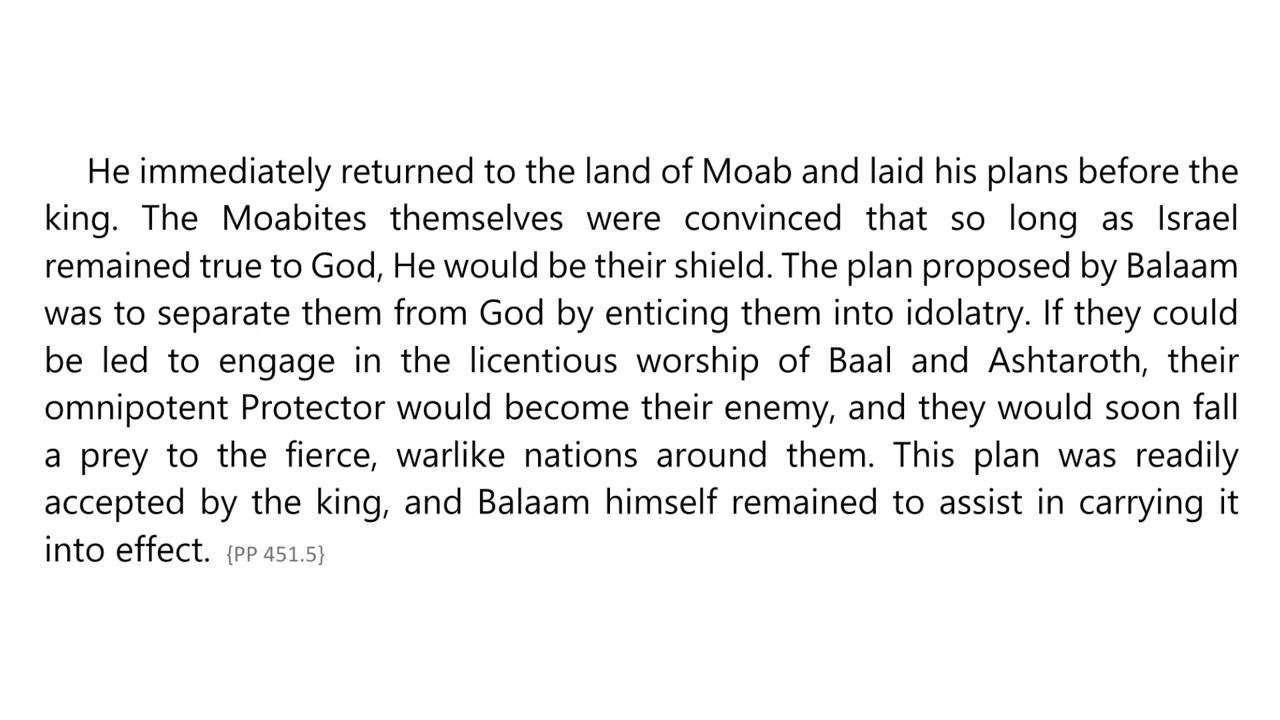 He immediately returned to the land of Moab and laid his plans before the
king. The Moabites themselves were convinced that so long as Israel
remained true to God, He would be their shield. The plan proposed by Balaam
was to separate them from God by enticing them into idolatry. If they could
be led to engage in the licentious worship of Baal and Ashtaroth, their
omnipotent Protector would become their enemy, and they would soon fall
a prey to the fierce, warlike nations around them. This plan was readily
accepted by the king, and Balaam himself remained to assist in carrying it
into effect. {PP 451.5}